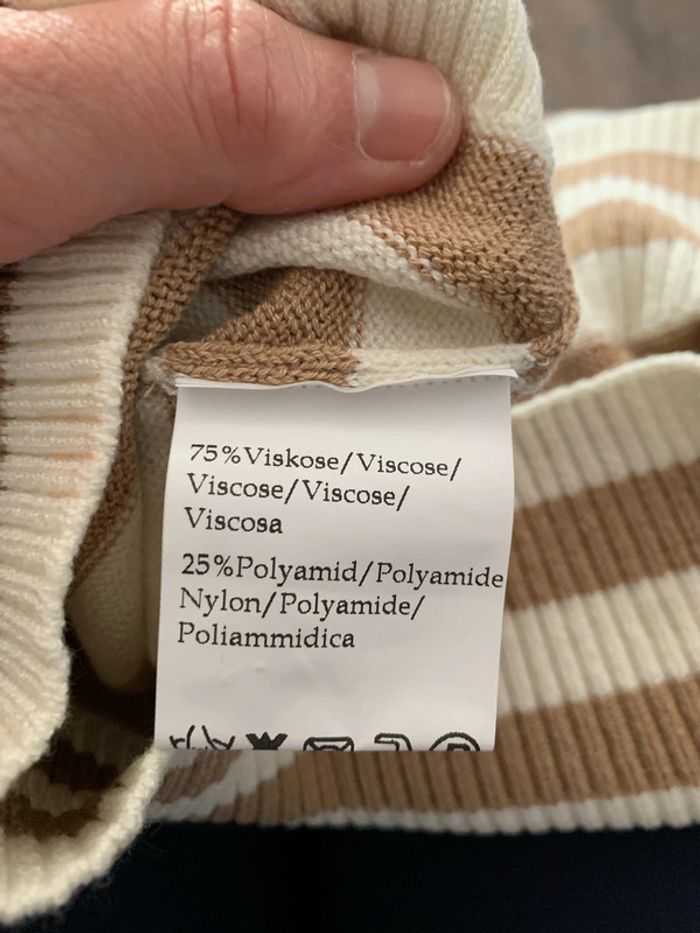 75%Viskose/Viscose/
Viscose/Viscose/
Viscosa
25%Polyamid/Polyamide
Nylon/Polyamide/
Poliammidica